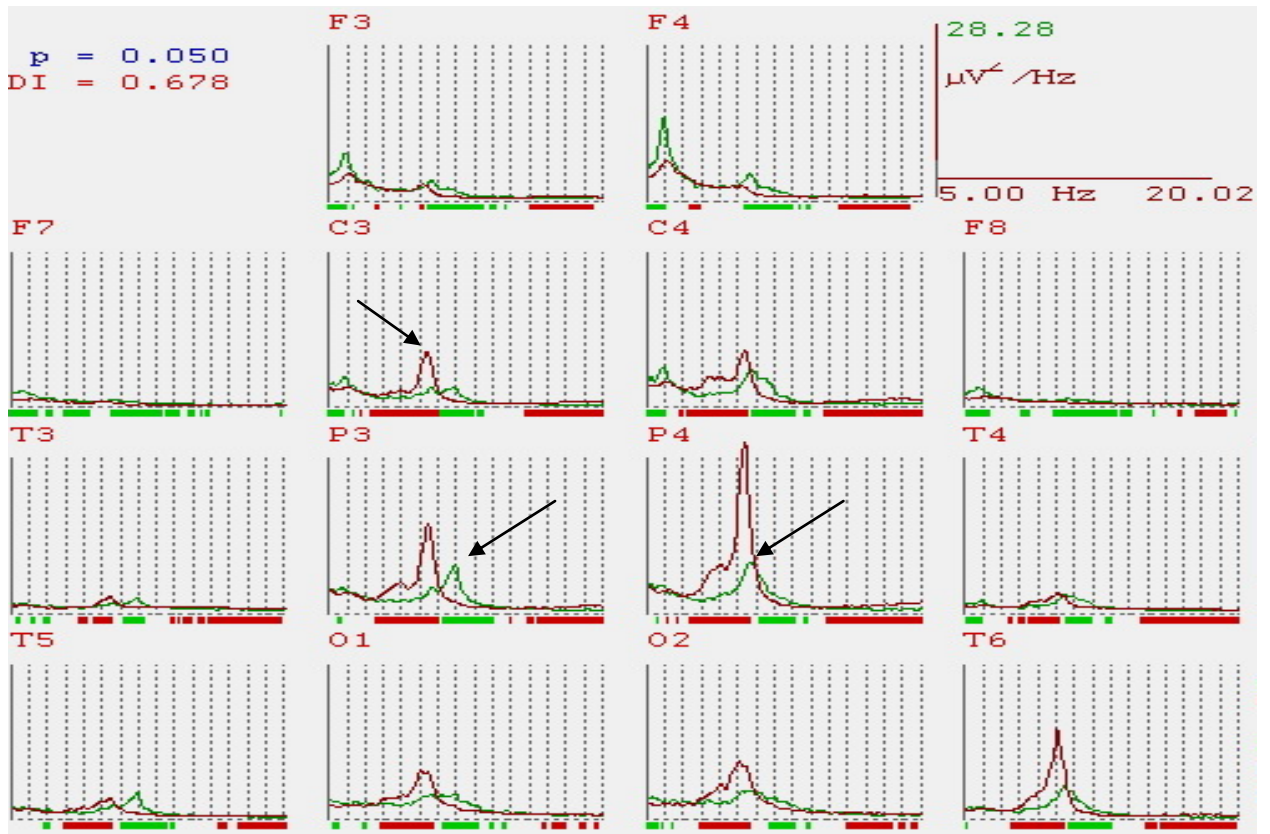 F3 F4
28.28
p = 0.050
DI = 0.678
µV² /Hz
5.00 Hz 20.02
F7 C3 C4 F8
T3 P3 P4 T4
T5 O1 O2 T6